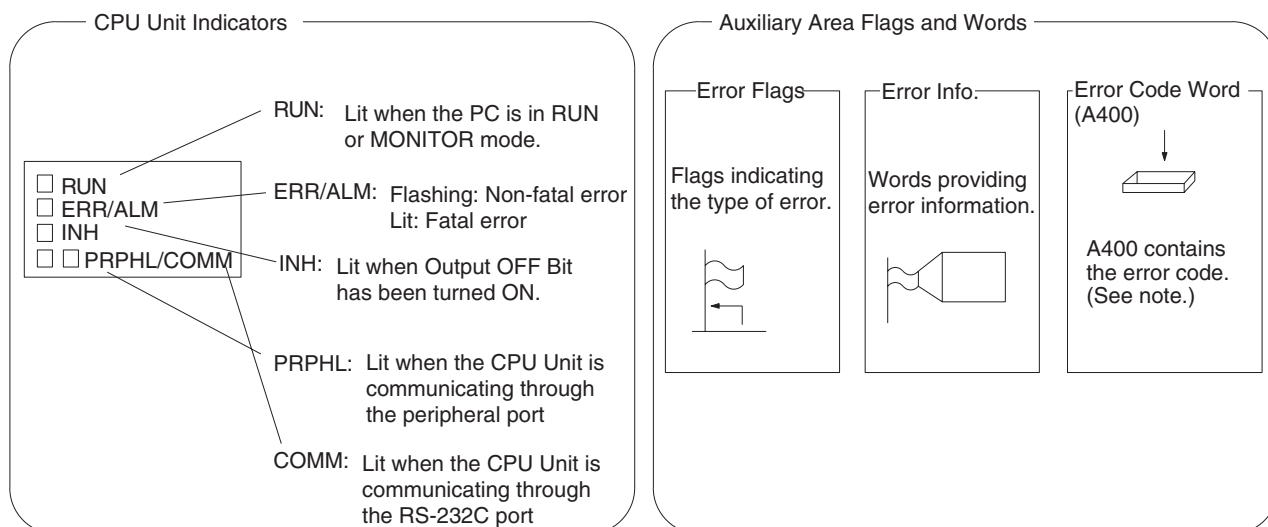 CPU Unit Indicators
RUN
ERR/ALM
INH
PRPHL/COMM
RUN: Lit when the PC is in RUN
or MONITOR mode.
ERR/ALM: Flashing: Non-fatal error
Lit: Fatal error
INH: Lit when Output OFF Bit
has been turned ON.
PRPHL: Lit when the CPU Unit is
communicating through
the peripheral port
COMM: Lit when the CPU Unit is
communicating through
the RS-232C port
Auxiliary Area Flags and Words
Error Flags
Flags indicating
the type of error.
Error Info.
Words providing
error information.
Error Code Word
(A400)
A400 contains
the error code.
(See note.)